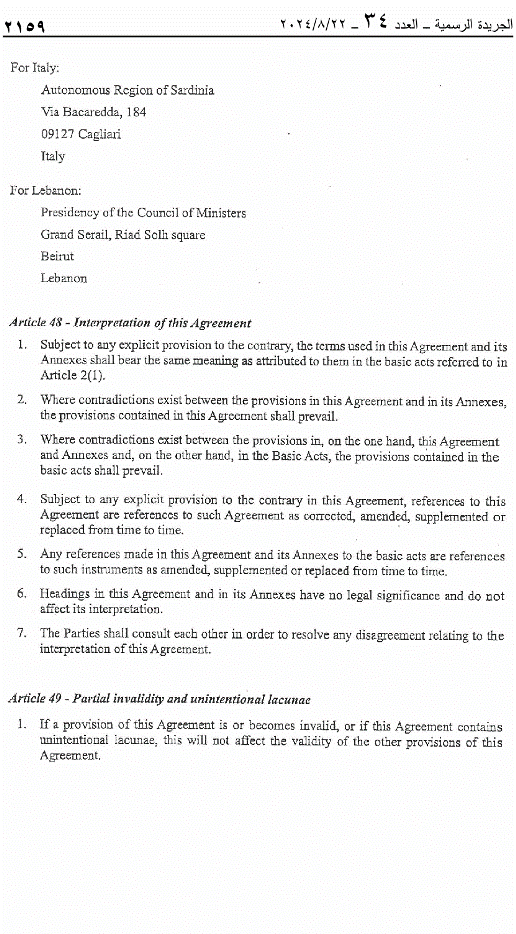 الجريدة الرسمية ــ العدد ٣٤ ــ ٢٠٢٤/٨/٢٢
٢١٥٩
For Italy:
Autonomous Region of Sardinia
Via Bacaredda, 184
09127 Cagliari
Italy
For Lebanon:
Presidency of the Council of Ministers
Grand Serail, Riad Solh square
Beirut
Lebanon
Article 48 - Interpretation of this Agreement
1. Subject to any explicit provision to the contrary, the terms used in this Agreement and its
Annexes shall bear the same meaning as attributed to them in the basic acts referred to in
Article 2(1).
2. Where contradictions exist between the provisions in this Agreement and in its Annexes,
the provisions contained in this Agreement shall prevail.
3. Where contradictions exist between the provisions in, on the one hand, this Agreement
and Annexes and, on the other hand, in the Basic Acts, the provisions contained in the
basic acts shall prevail.
4. Subject to any explicit provision to the contrary in this Agreement, references to this
Agreement are references to such Agreement as corrected, amended, supplemented or
replaced from time to time.
5. Any references made in this Agreement and its Annexes to the basic acts are references
to such instruments as amended, supplemented or replaced from time to time.
6. Headings in this Agreement and in its Annexes have no legal significance and do not
affect its interpretation.
7. The Parties shall consult each other in order to resolve any disagreement relating to the
interpretation of this Agreement.
Article 49 - Partial invalidity and unintentional lacunae
1. If a provision of this Agreement is or becomes invalid, or if this Agreement contains
unintentional lacunae, this will not affect the validity of the other provisions of this
Agreement.